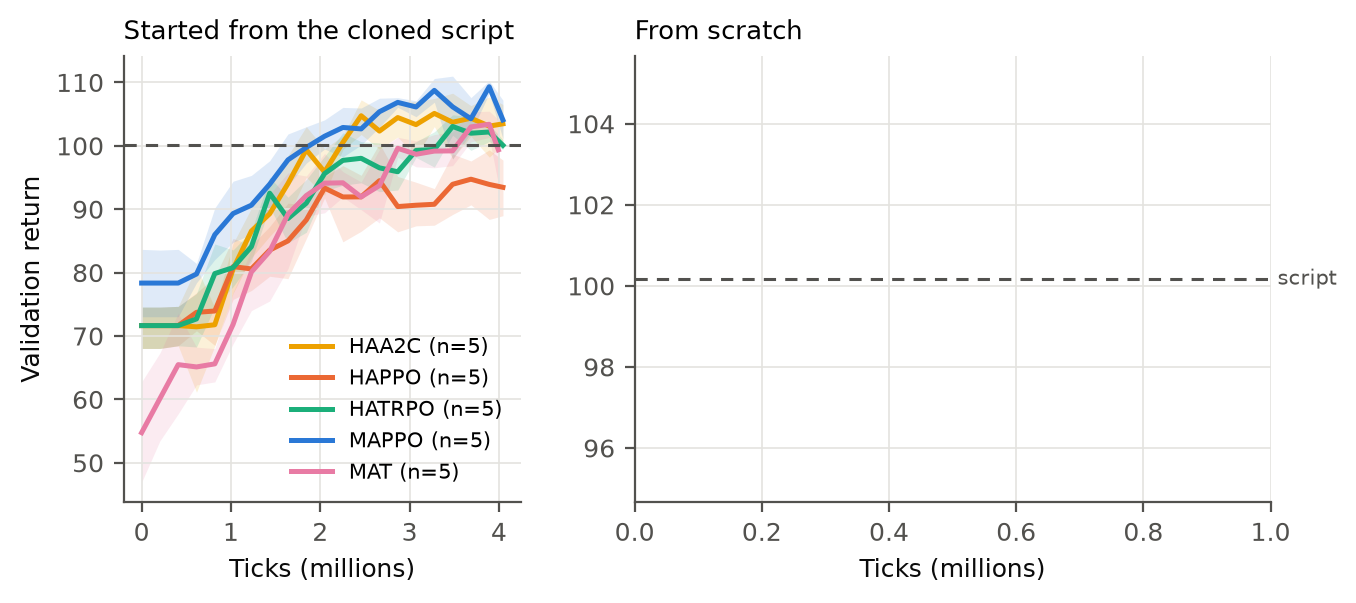 Started from the cloned script
Validation return
110
100
90
80
70
60
50
HAA2C (n=5)
HAPPO (n=5)
HATRPO (n=5)
MAPPO (n=5)
MAT (n=5)
0 1 2 3 4
Ticks (millions)
From scratch
104
102
100
98
96
script
0.0 0.2 0.4 0.6 0.8 1.0
Ticks (millions)